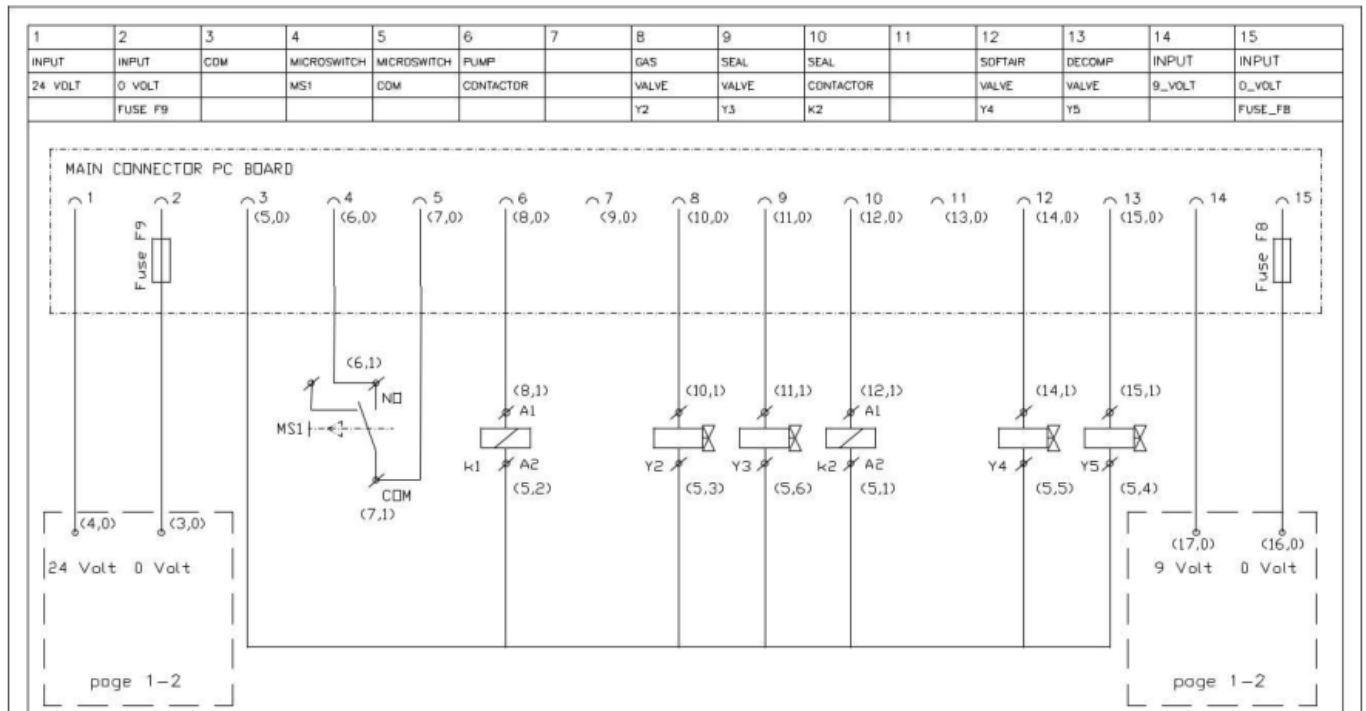 1 2 3 4 5 6 7 8 9 10 11 12 13 14 15
INPUT INPUT COM MICROSWITCH MICROSWITCH PUMP GAS SEAL SEAL SOFTAIR DECOMP INPUT INPUT
24 VOLT 0 VOLT MS1 COM CONTACTOR VALVE VALVE CONTACTOR VALVE VALVE 9_VOLT 0_VOLT
FUSE F9 Y2 Y3 K2 Y4 Y5 FUSE_F8
MAIN CONNECTOR PC BOARD
1 2 3 4 5 6 7 8 9 10 11 12 13 14 15
(5,0) (6,0) (7,0) (8,0) (9,0) (10,0) (11,0) (12,0) (13,0) (14,0) (15,0)
Fuse F9
Fuse F8
(6,1)
NO
MS1
COM
(7,1)
(8,1) (10,1) (11,1) (12,1) (14,1) (15,1)
A1 A1
k1 A2 Y2 Y3 k2 A2 Y4 Y5
(5,2) (5,3) (5,6) (5,1) (5,5) (5,4)
(4,0) (3,0)
24 Volt 0 Volt
page 1-2
(17,0) (16,0)
9 Volt 0 Volt
page 1-2